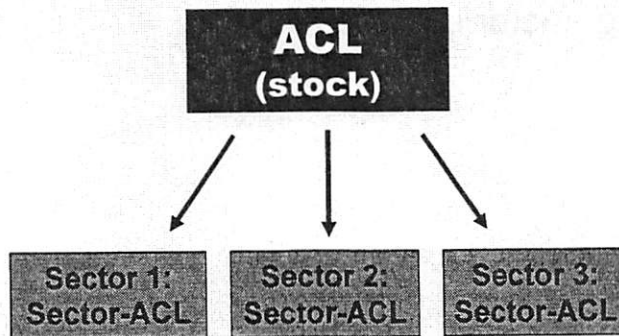 ACL
(stock)
Sector 1:
Sector-ACL
Sector 2:
Sector-ACL
Sector 3:
Sector-ACL